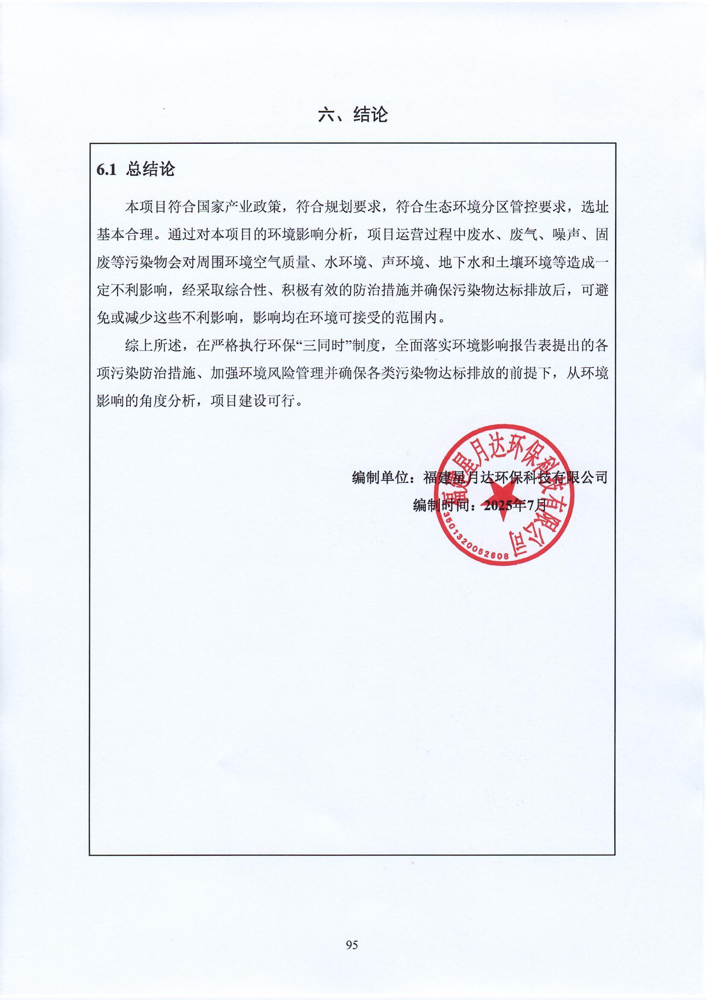 六、结论
6.1 总结论
本项目符合国家产业政策，符合规划要求，符合生态环境分区管控要求，选址
基本合理。通过对本项目的环境影响分析，项目运营过程中废水、废气、噪声、固
废等污染物会对周围环境空气质量、水环境、声环境、地下水和土壤环境等造成一
定不利影响，经采取综合性、积极有效的防治措施并确保污染物达标排放后，可避
免或减少这些不利影响，影响均在环境可接受的范围内。
综上所述，在严格执行环保“三同时”制度，全面落实环境影响报告表提出的各
项污染防治措施、加强环境风险管理并确保各类污染物达标排放的前提下，从环境
影响的角度分析，项目建设可行。
编制单位：福建星月达环保科技有限公司
编制时间：2025年7月
福建星月达环保科技有限公司
3501320052608
95